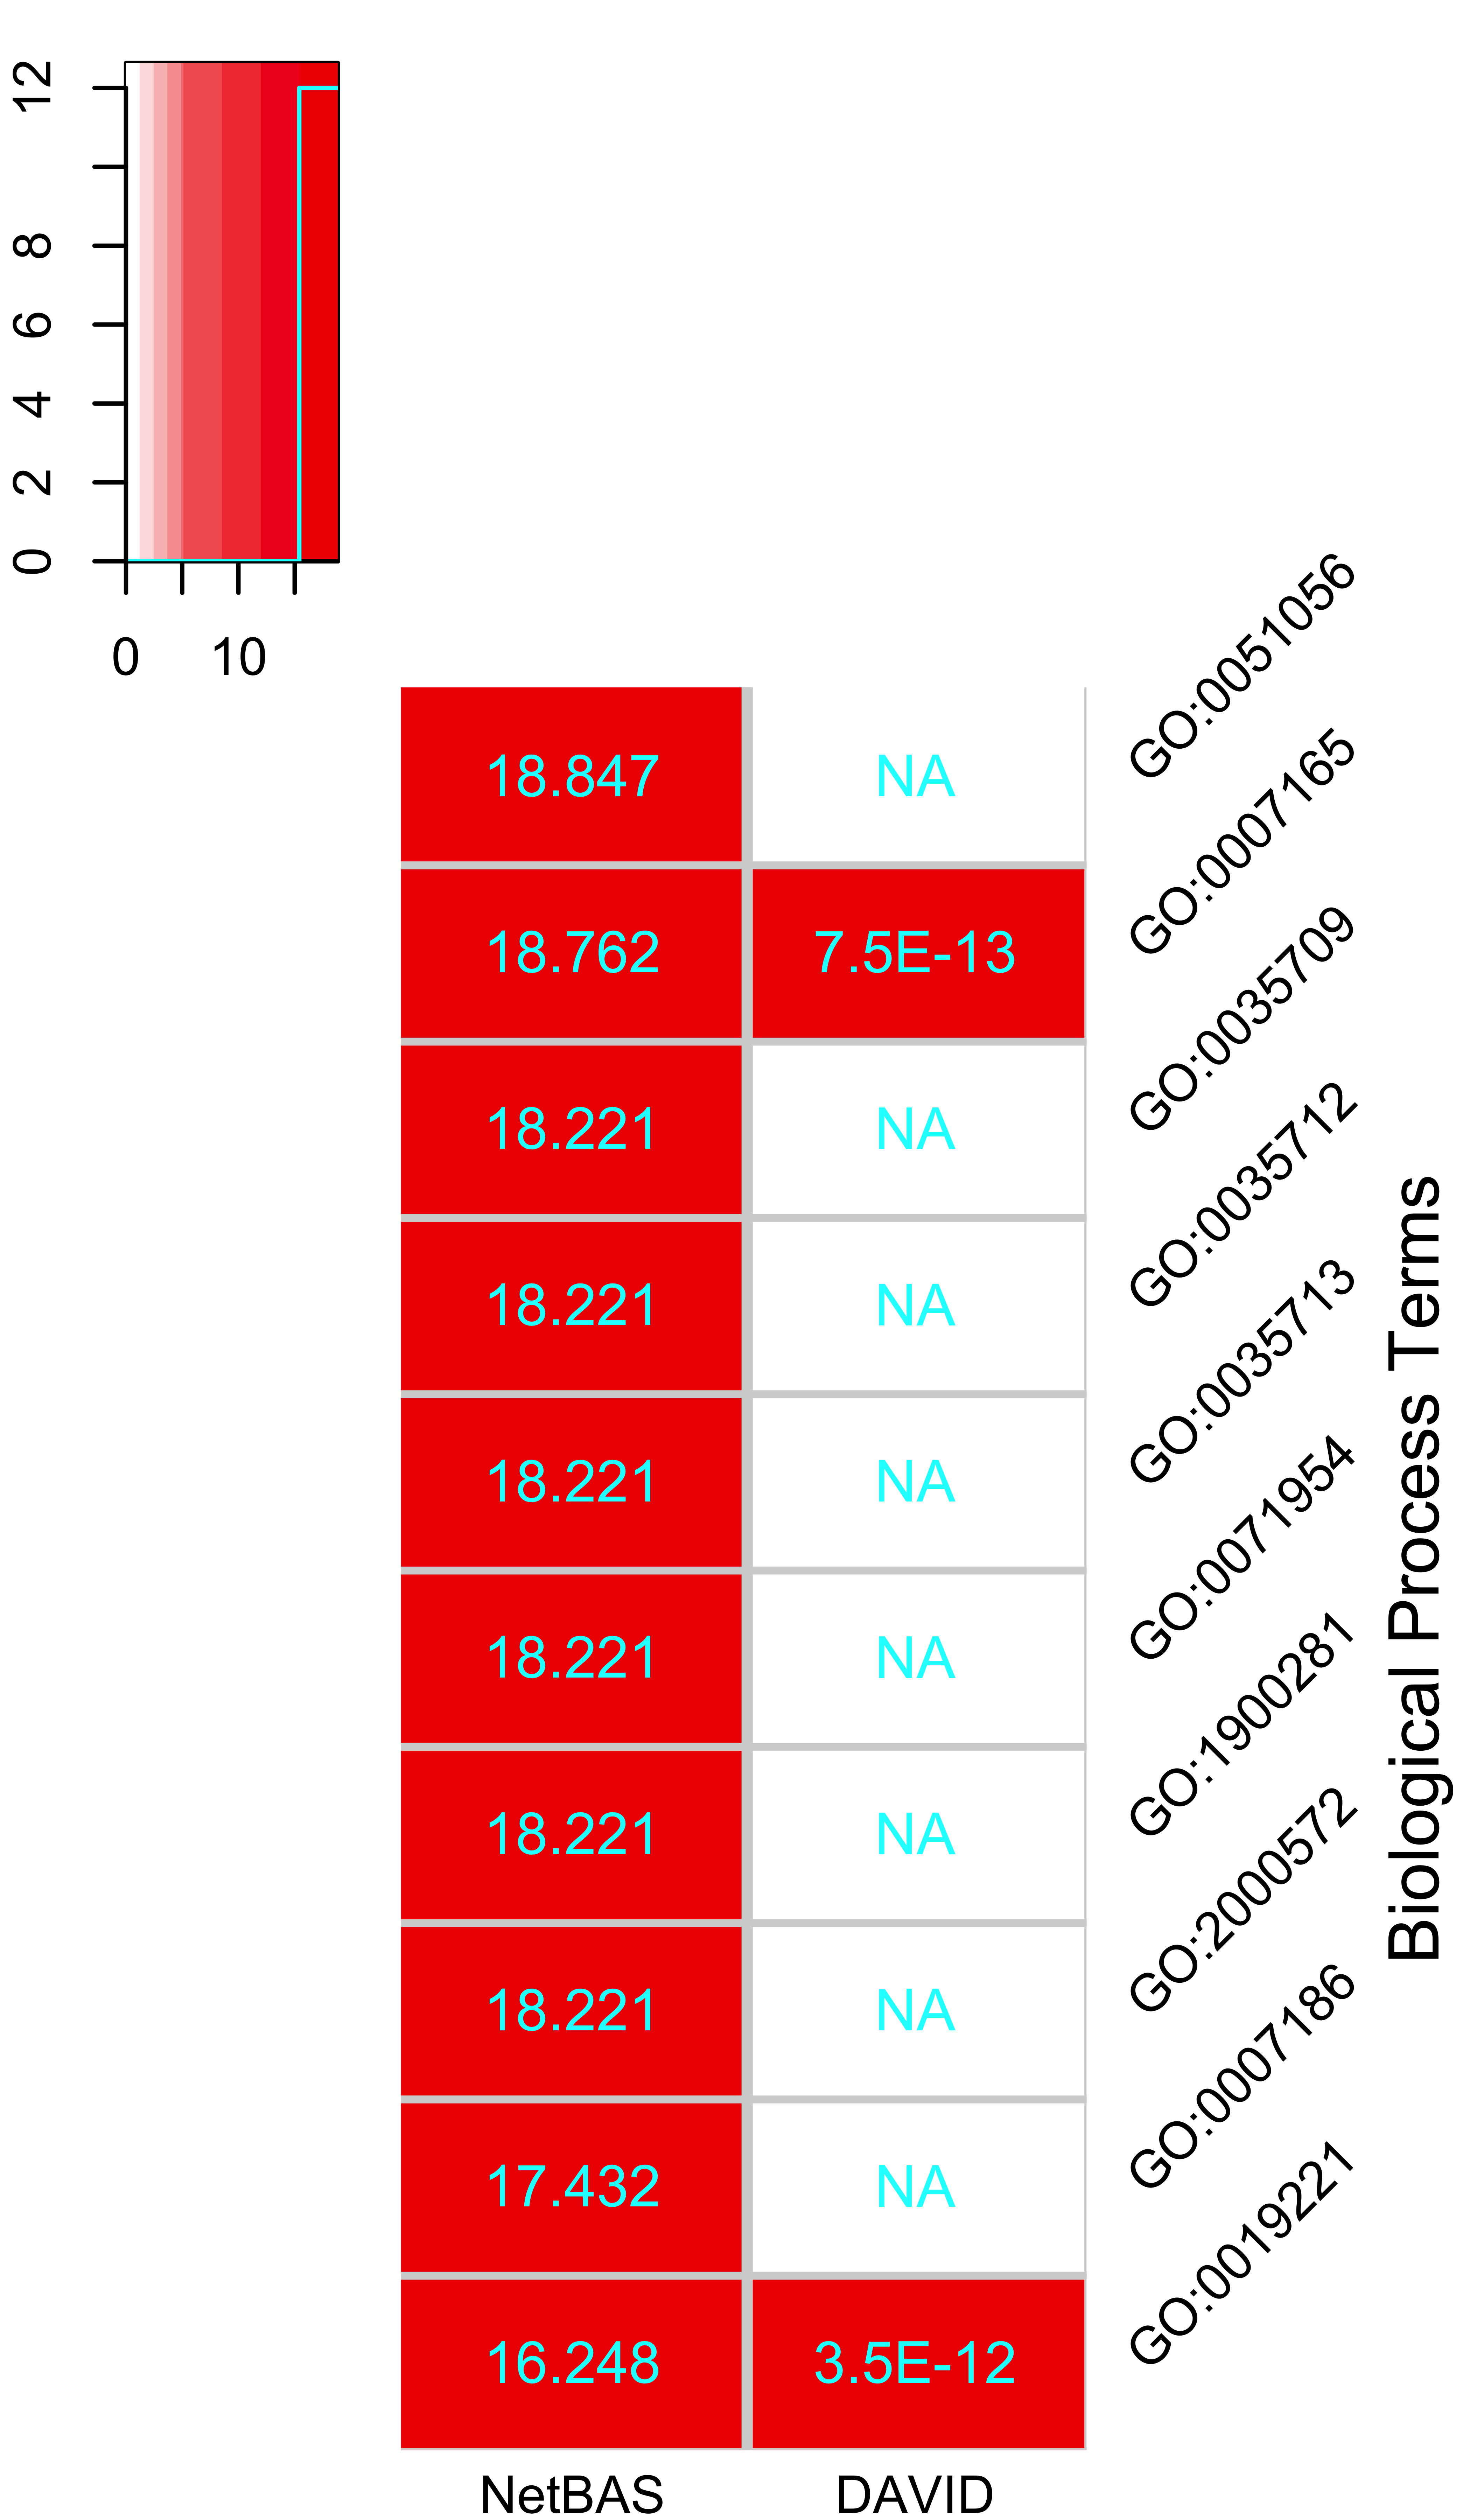 12
8
6
4
2
0
0 10
18.847 NA GO:0051056
18.762 7.5E-13 GO:0007165
18.221 NA GO:0035709
18.221 NA GO:0035712
18.221 NA GO:0035713
18.221 NA GO:0071954
18.221 NA GO:1900281
18.221 NA GO:2000572
17.432 NA GO:0007186
16.248 3.5E-12 GO:0019221
Biological Process Terms
NetBAS DAVID